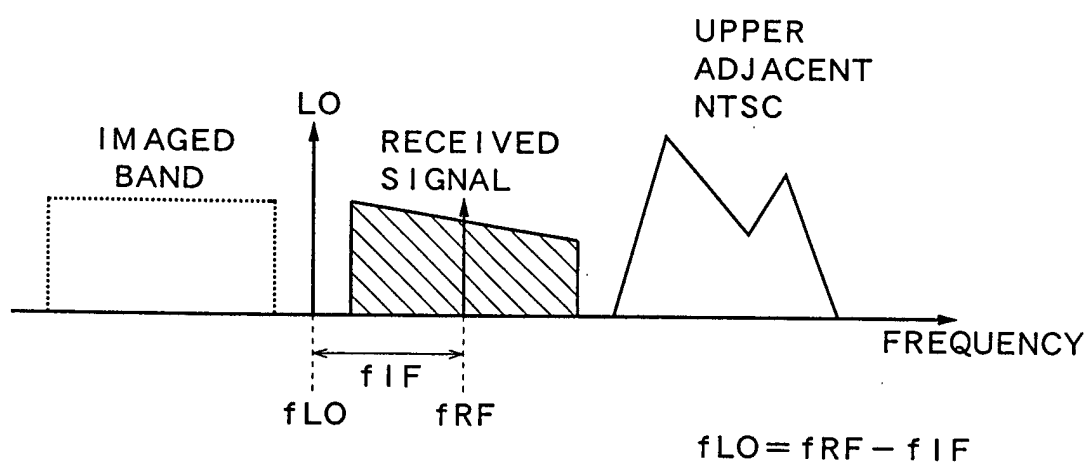 UPPER
ADJACENT
NTSC
LO
IMAGED
BAND
RECEIVED
SIGNAL
FREQUENCY
fIF
fLO
fRF
fLO=fRF-fIF